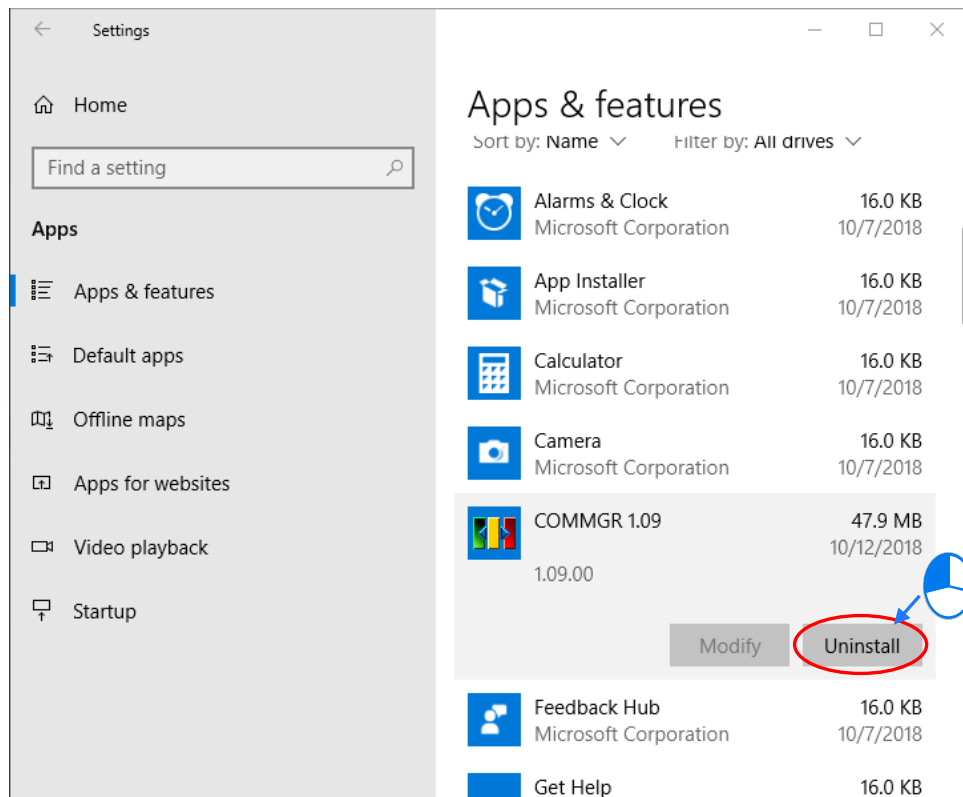 Settings
Home
Find a setting
Apps
Apps & features
Default apps
Offline maps
Apps for websites
Video playback
Startup
Apps & features
Sort by: Name Filter by: All drives
Alarms & Clock 16.0 KB
Microsoft Corporation 10/7/2018
App Installer 16.0 KB
Microsoft Corporation 10/7/2018
Calculator 16.0 KB
Microsoft Corporation 10/7/2018
Camera 16.0 KB
Microsoft Corporation 10/7/2018
COMMGR 1.09 47.9 MB
10/12/2018
1.09.00
Modify Uninstall
Feedback Hub 16.0 KB
Microsoft Corporation 10/7/2018
Get Help 16.0 KB